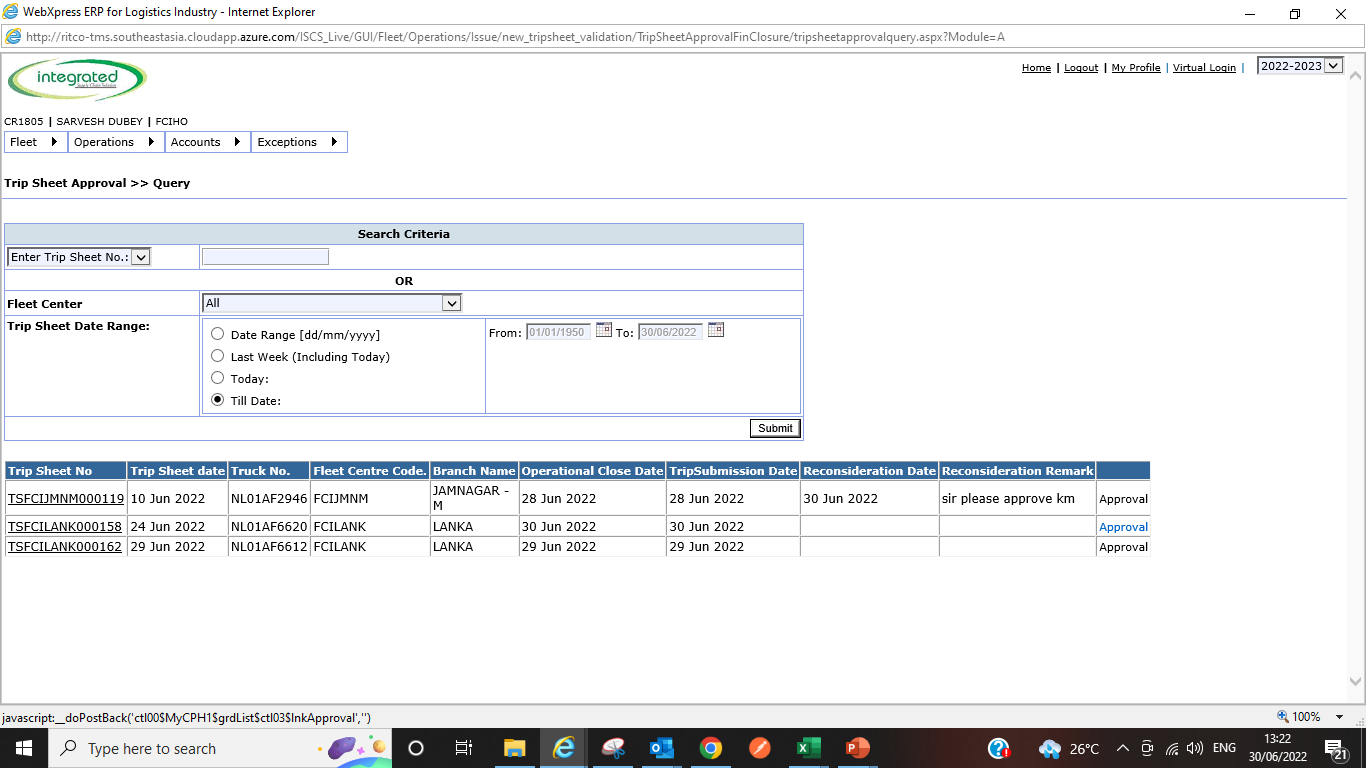 WebXpress ERP for Logistics Industry - Internet Explorer
http://ritco-tms.southeastasia.cloudapp.azure.com/ISCS_Live/GUI/Fleet/Operations/Issue/new_tripsheet_validation/TripSheetApprovalFinClosure/tripsheetapprovalquery.aspx?Module=A
integrated
Supply Chain Solution
Home | Logout | My Profile | Virtual Login | 2022-2023
CR1805 | SARVESH DUBEY | FCIHO
Fleet Operations Accounts Exceptions
Trip Sheet Approval >> Query
Search Criteria
Enter Trip Sheet No.:
OR
Fleet Center All
Trip Sheet Date Range:
Date Range [dd/mm/yyyy] From: 01/01/1950 To: 30/06/2022
Last Week (Including Today)
Today:
Till Date:
Submit
Trip Sheet No Trip Sheet date Truck No. Fleet Centre Code. Branch Name Operational Close Date TripSubmission Date Reconsideration Date Reconsideration Remark
TSFCIJMNM000119 10 Jun 2022 NL01AF2946 FCIJMNM JAMNAGAR - M 28 Jun 2022 28 Jun 2022 30 Jun 2022 sir please approve km Approval
TSFCILANK000158 24 Jun 2022 NL01AF6620 FCILANK LANKA 30 Jun 2022 30 Jun 2022 Approval
TSFCILANK000162 29 Jun 2022 NL01AF6612 FCILANK LANKA 29 Jun 2022 29 Jun 2022 Approval
javascript:__doPostBack('ctl00$MyCPH1$grdList$ctl03$lnkApproval','')
100%
Type here to search
26°C ENG
13:22
30/06/2022
21